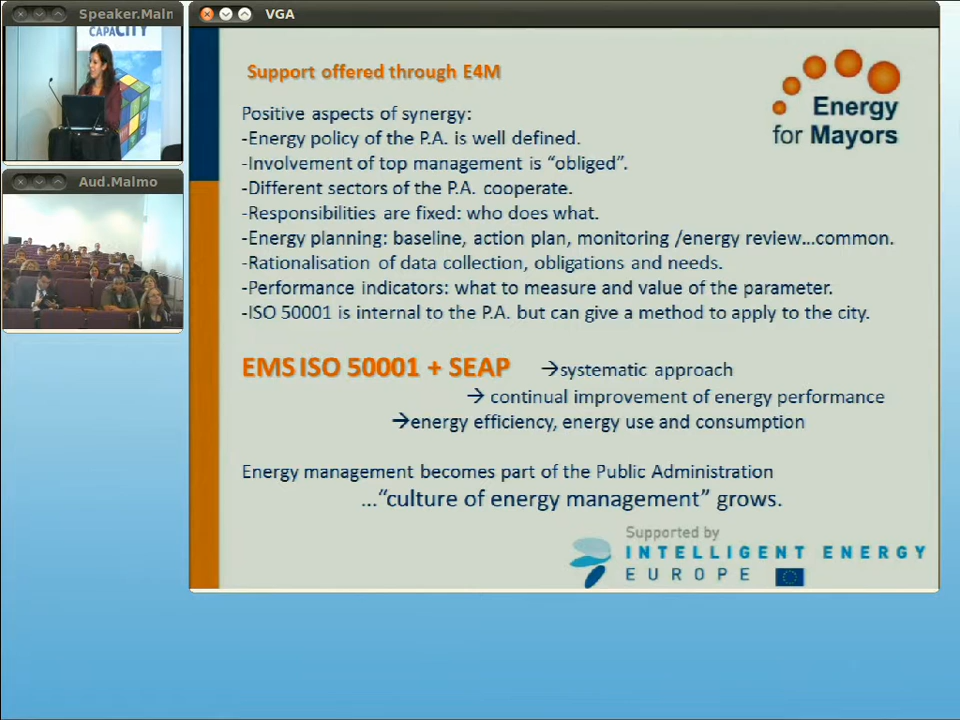 Speaker.Malm
CAPACITY
Aud.Malmo
VGA
Support offered through E4M
Energy
for Mayors
Positive aspects of synergy:
-Energy policy of the P.A. is well defined.
-Involvement of top management is “obliged”.
-Different sectors of the P.A. cooperate.
-Responsibilities are fixed: who does what.
-Energy planning: baseline, action plan, monitoring /energy review...common.
-Rationalisation of data collection, obligations and needs.
-Performance indicators: what to measure and value of the parameter.
-ISO 50001 is internal to the P.A. but can give a method to apply to the city.
EMS ISO 50001 + SEAP →systematic approach
→ continual improvement of energy performance
→energy efficiency, energy use and consumption
Energy management becomes part of the Public Administration
...“culture of energy management” grows.
Supported by
INTELLIGENT ENERGY
EUROPE